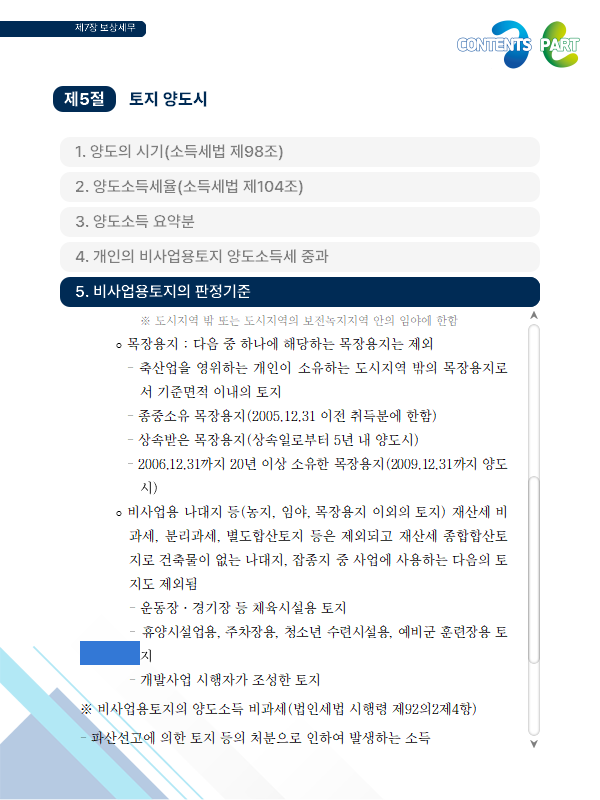 제7장 보상세무
CONTENTS PART
제5절 토지 양도시
1. 양도의 시기(소득세법 제98조)
2. 양도소득세율(소득세법 제104조)
3. 양도소득 요약분
4. 개인의 비사업용토지 양도소득세 중과
5. 비사업용토지의 판정기준
※ 도시지역 밖 또는 도시지역의 보전녹지지역 안의 임야에 한함
o 목장용지 : 다음 중 하나에 해당하는 목장용지는 제외
- 축산업을 영위하는 개인이 소유하는 도시지역 밖의 목장용지로
서 기준면적 이내의 토지
- 종중소유 목장용지(2005.12.31 이전 취득분에 한함)
- 상속받은 목장용지(상속일로부터 5년 내 양도시)
- 2006.12.31까지 20년 이상 소유한 목장용지(2009.12.31까지 양도
시)
o 비사업용 나대지 등(농지, 임야, 목장용지 이외의 토지) 재산세 비
과세, 분리과세, 별도합산토지 등은 제외되고 재산세 종합합산토
지로 건축물이 없는 나대지, 잡종지 중 사업에 사용하는 다음의 토
지도 제외됨
- 운동장 · 경기장 등 체육시설용 토지
- 휴양시설업용, 주차장용, 청소년 수련시설용, 예비군 훈련장용 토
지
- 개발사업 시행자가 조성한 토지
※ 비사업용토지의 양도소득 비과세(법인세법 시행령 제92의2제4항)
- 파산선고에 의한 토지 등의 처분으로 인하여 발생하는 소득